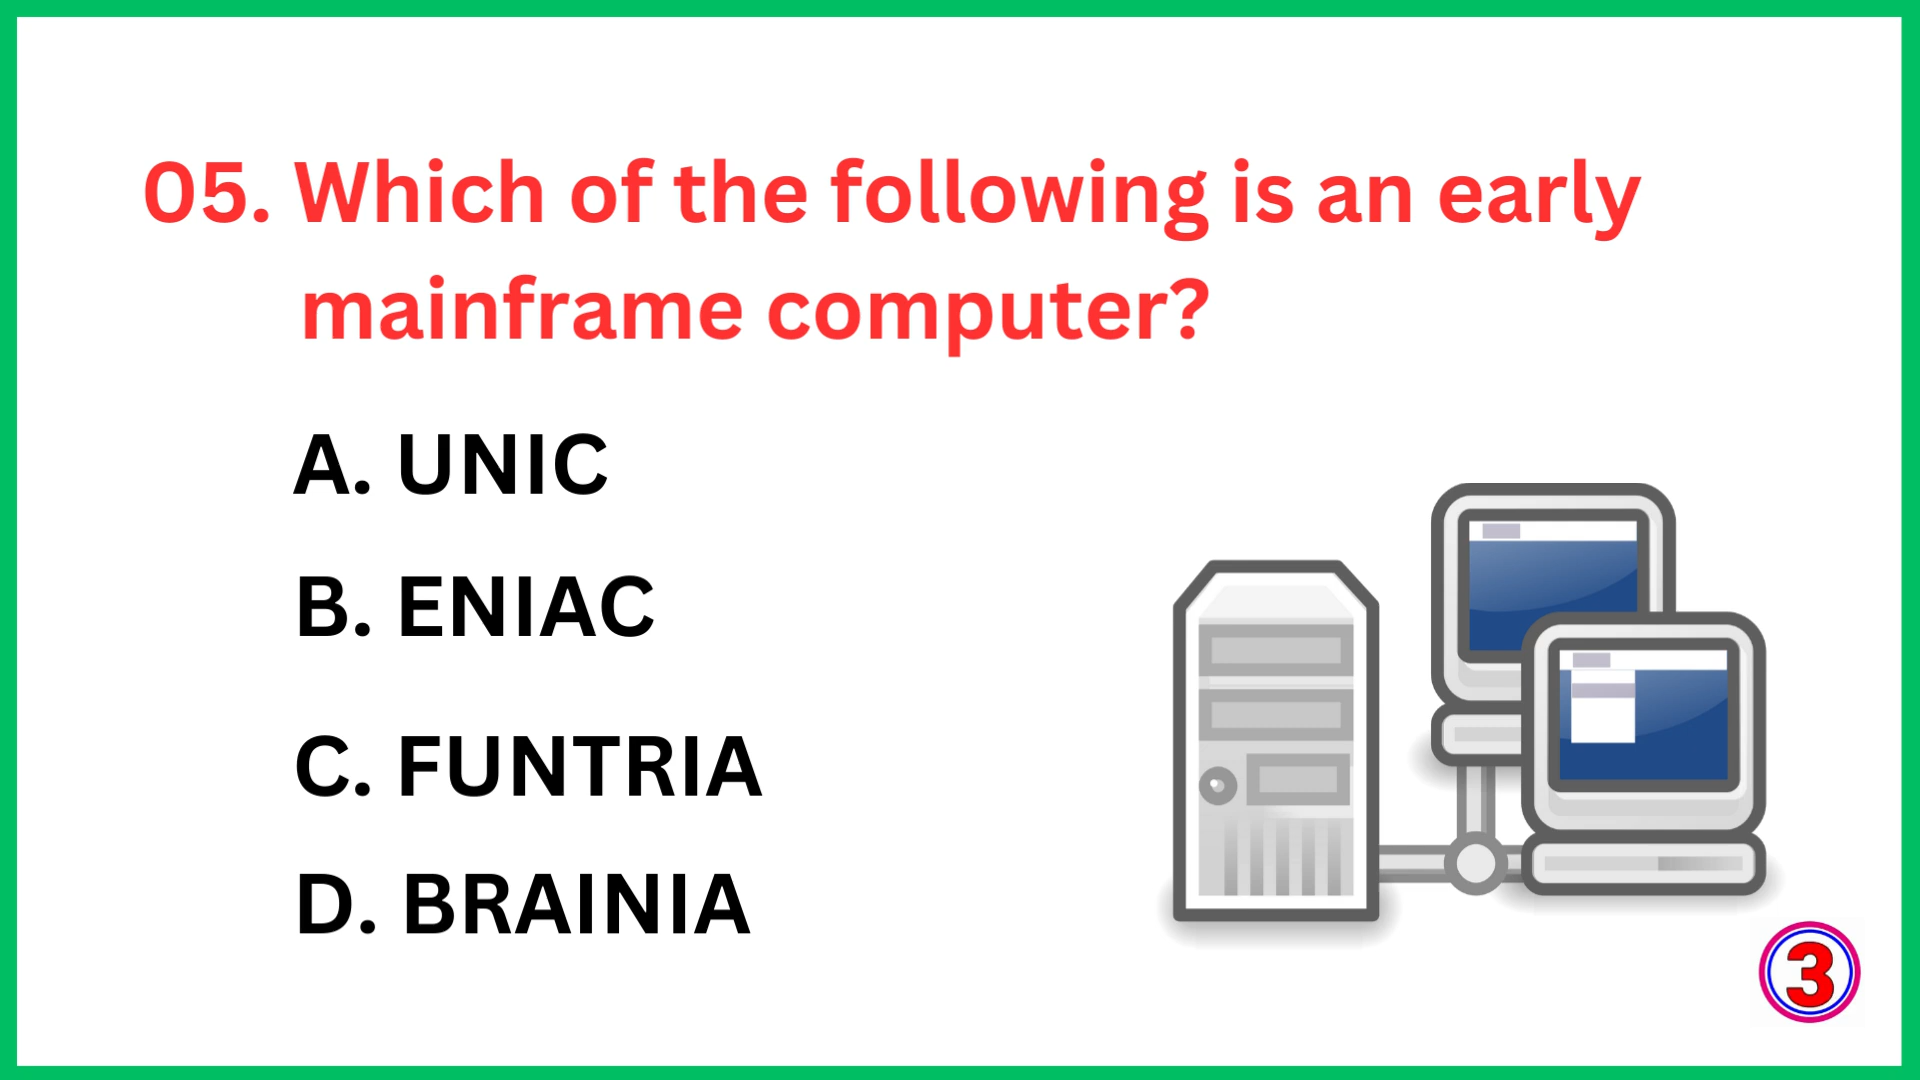 05. Which of the following is an early
mainframe computer?
A. UNIC
B. ENIAC
C. FUNTRIA
D. BRAINIA
3